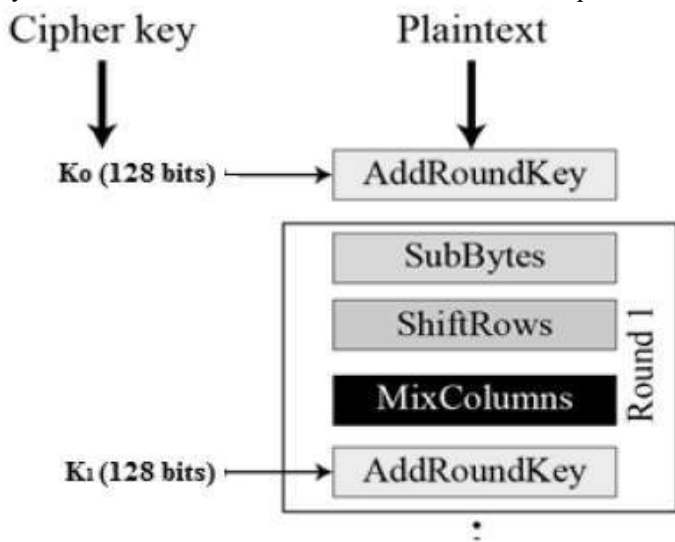 Cipher key Plaintext
K0 (128 bits) AddRoundKey
SubBytes
ShiftRows
MixColumns
Round 1
K1 (128 bits) AddRoundKey